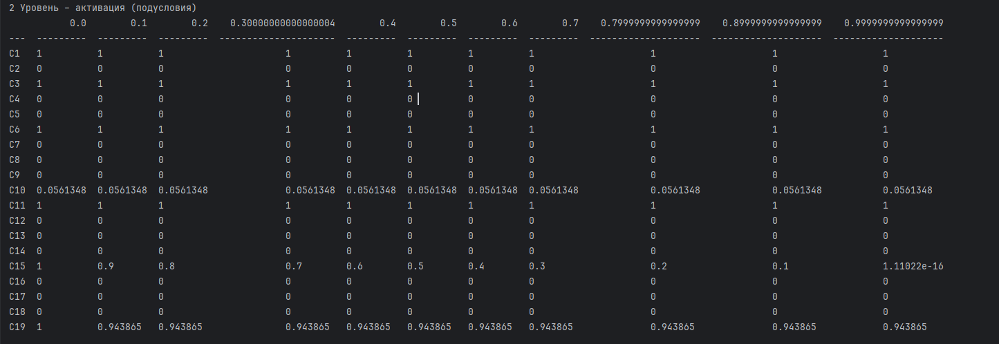 2 Уровень – активация (подусловия)
0.0 0.1 0.2 0.30000000000000004 0.4 0.5 0.6 0.7 0.7999999999999999 0.8999999999999999 0.9999999999999999
--- --------- --------- --------- ------------------- --------- --------- --------- --------- -------------------- -------------------- --------------------
C1 1 1 1 1 1 1 1 1 1 1 1
C2 0 0 0 0 0 0 0 0 0 0 0
C3 1 1 1 1 1 1 1 1 1 1 1
C4 0 0 0 0 0 0 0 0 0 0 0
C5 0 0 0 0 0 0 0 0 0 0 0
C6 1 1 1 1 1 1 1 1 1 1 1
C7 0 0 0 0 0 0 0 0 0 0 0
C8 0 0 0 0 0 0 0 0 0 0 0
C9 0 0 0 0 0 0 0 0 0 0 0
C10 0.0561348 0.0561348 0.0561348 0.0561348 0.0561348 0.0561348 0.0561348 0.0561348 0.0561348 0.0561348 0.0561348
C11 1 1 1 1 1 1 1 1 1 1 1
C12 0 0 0 0 0 0 0 0 0 0 0
C13 0 0 0 0 0 0 0 0 0 0 0
C14 0 0 0 0 0 0 0 0 0 0 0
C15 1 0.9 0.8 0.7 0.6 0.5 0.4 0.3 0.2 0.1 1.11022e-16
C16 0 0 0 0 0 0 0 0 0 0 0
C17 0 0 0 0 0 0 0 0 0 0 0
C18 0 0 0 0 0 0 0 0 0 0 0
C19 1 0.943865 0.943865 0.943865 0.943865 0.943865 0.943865 0.943865 0.943865 0.943865 0.943865